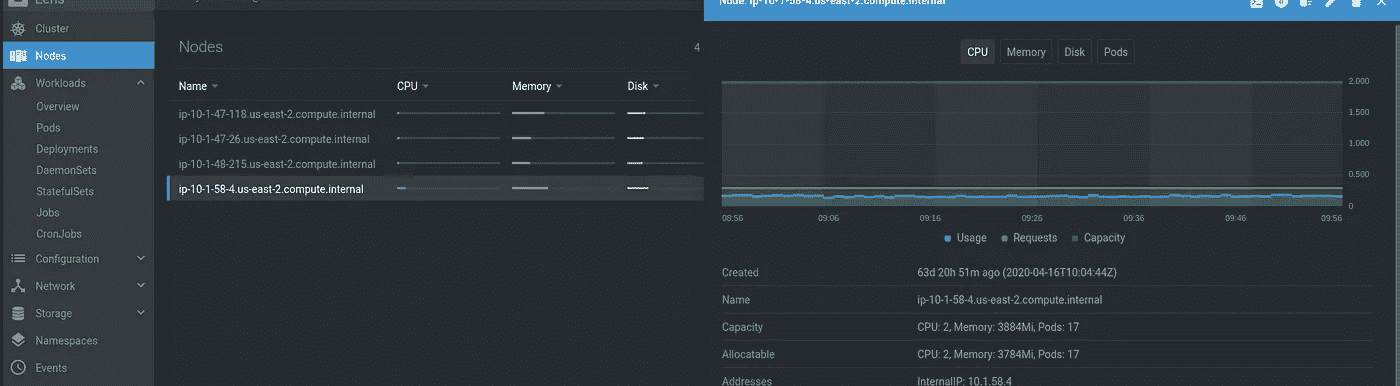 Lens
Cluster
Nodes
Workloads
Overview
Pods
Deployments
DaemonSets
StatefulSets
Jobs
CronJobs
Configuration
Network
Storage
Namespaces
Events
Nodes
4
Name CPU Memory Disk
ip-10-1-47-118.us-east-2.compute.internal
ip-10-1-47-26.us-east-2.compute.internal
ip-10-1-48-215.us-east-2.compute.internal
ip-10-1-58-4.us-east-2.compute.internal
Node: ip-10-1-58-4.us-east-2.compute.internal
CPU Memory Disk Pods
2.000
1.500
1.000
0.500
0
08:56 09:06 09:16 09:26 09:36 09:46 09:56
Usage Requests Capacity
Created 63d 20h 51m ago (2020-04-16T10:04:44Z)
Name ip-10-1-58-4.us-east-2.compute.internal
Capacity CPU: 2, Memory: 3884Mi, Pods: 17
Allocatable CPU: 2, Memory: 3784Mi, Pods: 17
Addresses InternalIP: 10.1.58.4